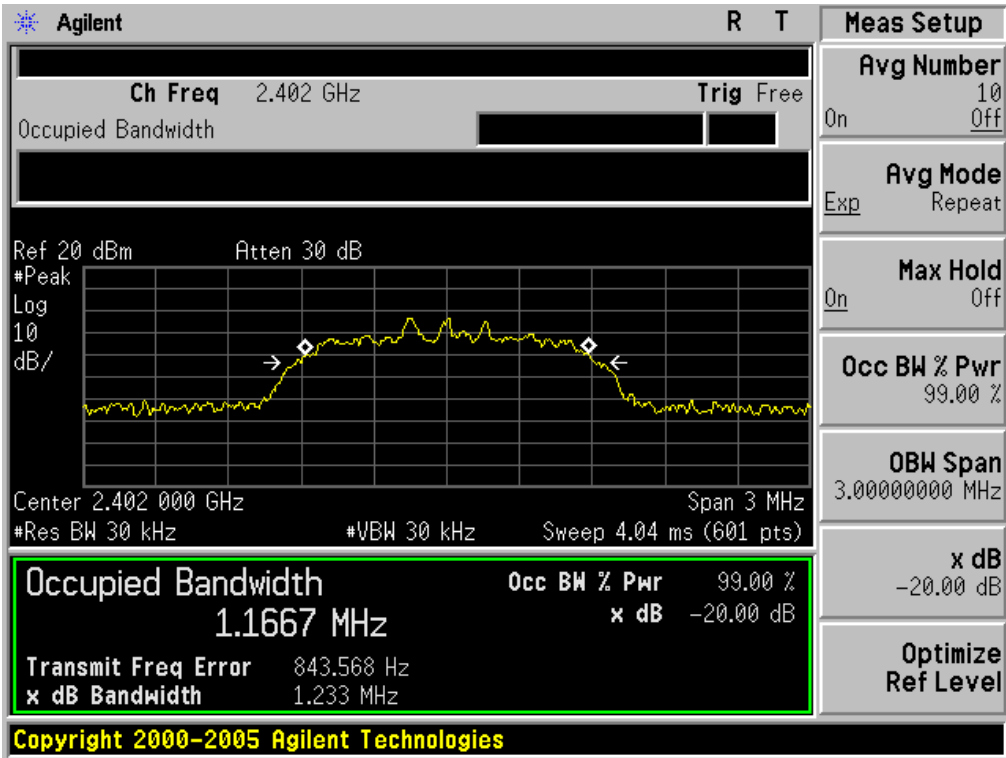 Agilent R T
Ch Freq 2.402 GHz Trig Free
Occupied Bandwidth
Ref 20 dBm Atten 30 dB
#Peak
Log
10
dB/
Center 2.402 000 GHz Span 3 MHz
#Res BW 30 kHz #VBW 30 kHz Sweep 4.04 ms (601 pts)
Occupied Bandwidth Occ BW % Pwr 99.00 %
1.1667 MHz x dB -20.00 dB
Transmit Freq Error 843.568 Hz
x dB Bandwidth 1.233 MHz
Copyright 2000-2005 Agilent Technologies
Meas Setup
Avg Number
10
On Off
Avg Mode
Exp Repeat
Max Hold
On Off
Occ BW % Pwr
99.00 %
OBW Span
3.00000000 MHz
x dB
-20.00 dB
Optimize
Ref Level